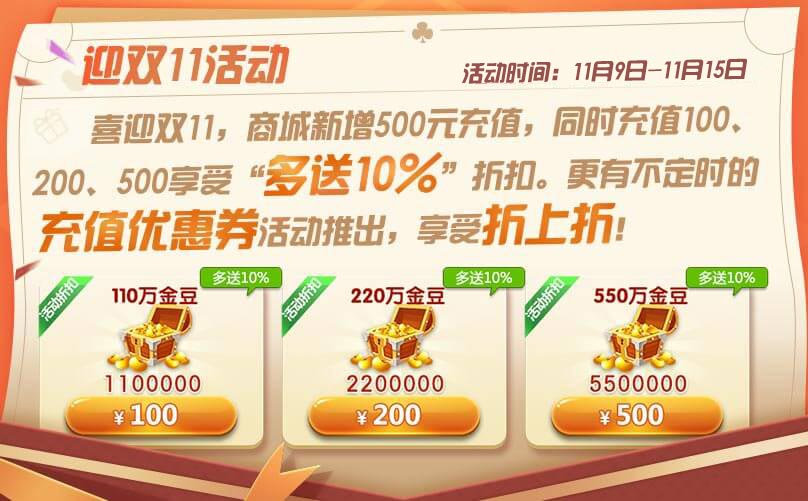 迎双11活动
活动时间：11月9日-11月15日
喜迎双11，商城新增500元充值，同时充值100、
200、500享受“多送10%”折扣。更有不定时的
充值优惠券活动推出，享受折上折！
活动折扣
多送10%
110万金豆
1100000
¥100
活动折扣
多送10%
220万金豆
2200000
¥200
活动折扣
多送10%
550万金豆
5500000
¥500